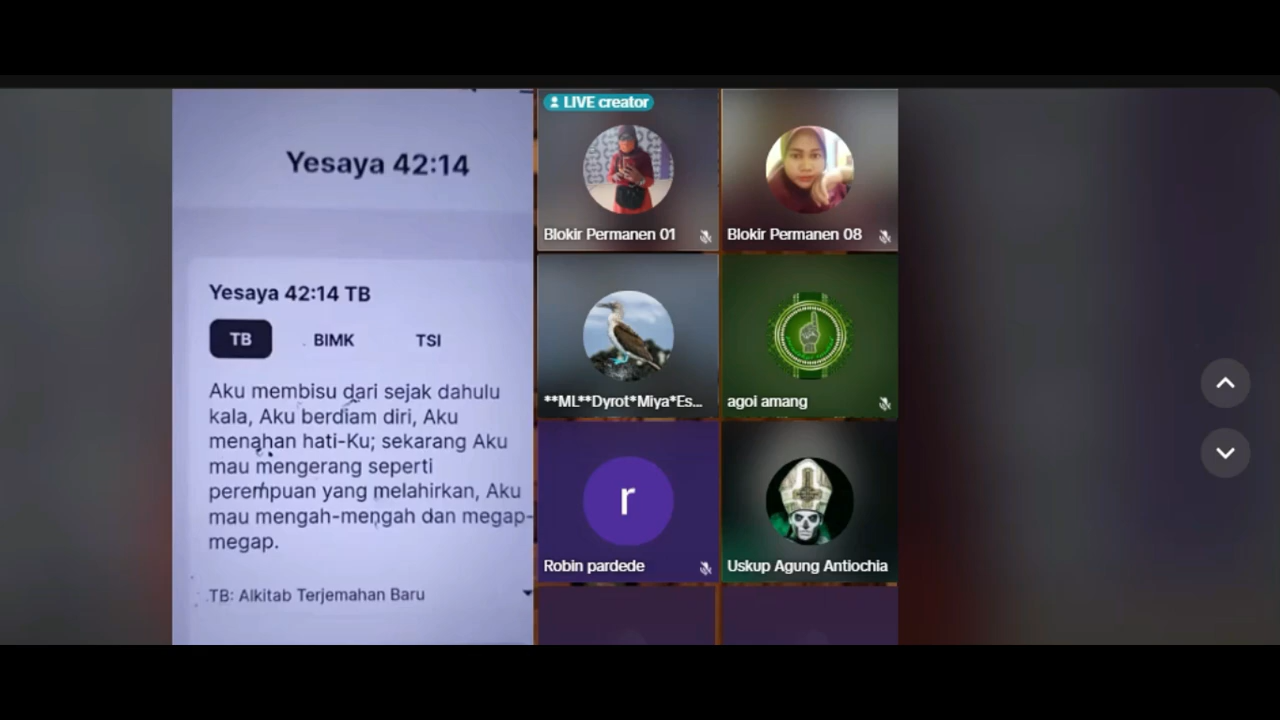 Yesaya 42:14
Yesaya 42:14 TB
TB BIMK TSI
Aku membisu dari sejak dahulu
kala, Aku berdiam diri, Aku
menahan hati-Ku; sekarang Aku
mau mengerang seperti
perempuan yang melahirkan, Aku
mau mengah-mengah dan megap-
megap.
TB: Alkitab Terjemahan Baru
LIVE creator
Blokir Permanen 01
Blokir Permanen 08
**ML**Dyrot*Miya*Es...
agoi amang
r
Robin pardede
Uskup Agung Antiochia